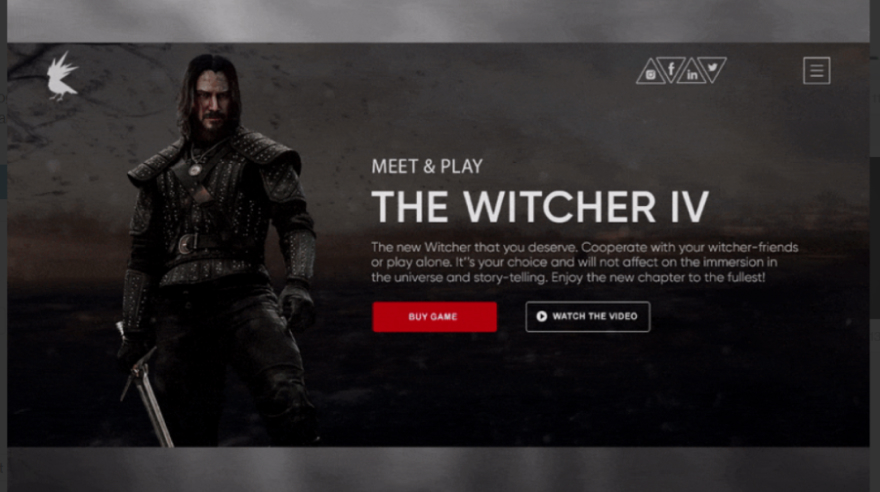 MEET & PLAY
THE WITCHER IV
The new Witcher that you deserve. Cooperate with your witcher-friends
or play alone. It"s your choice and will not affect on the immersion in
the universe and story-telling. Enjoy the new chapter to the fullest!
BUY GAME
WATCH THE VIDEO